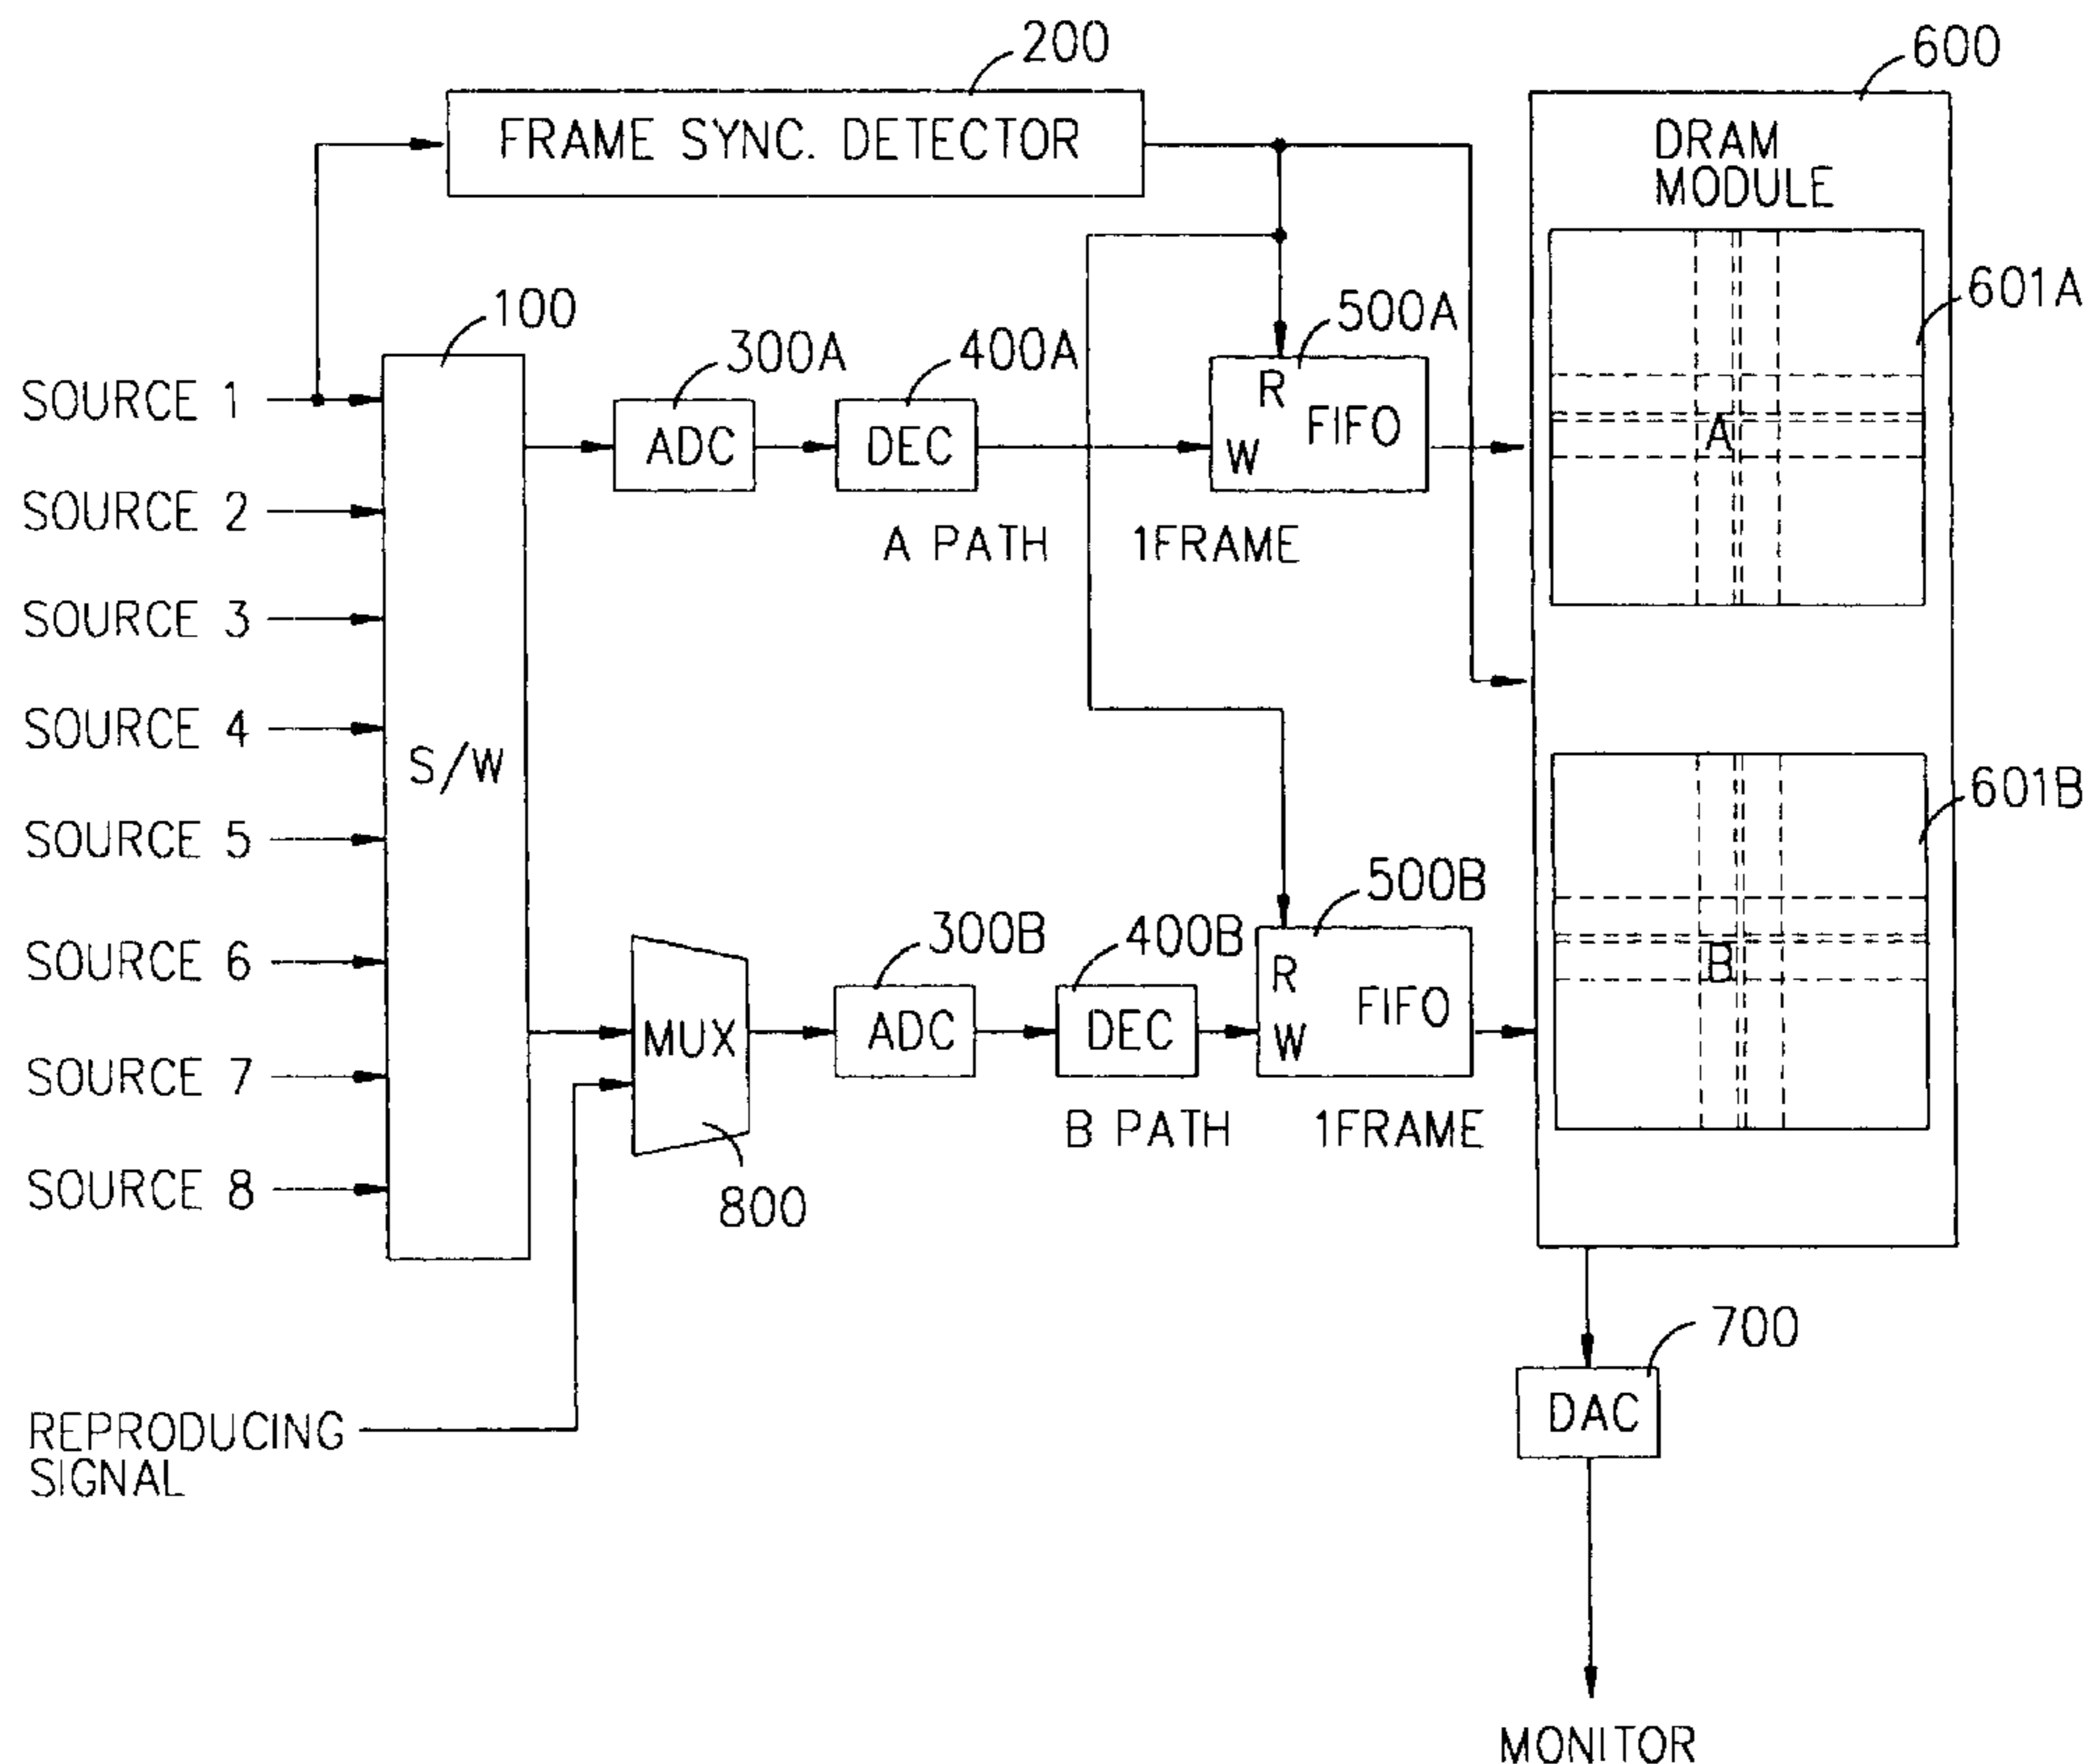 200
600
FRAME SYNC. DETECTOR
DRAM
MODULE
601A
100
300A
400A
500A
SOURCE 1
ADC
DEC
R
W
FIFO
A
SOURCE 2
A PATH
1FRAME
SOURCE 3
SOURCE 4
S/W
601B
SOURCE 5
500B
300B
400B
SOURCE 6
R
W
FIFO
B
MUX
ADC
DEC
SOURCE 7
B PATH
1FRAME
SOURCE 8
800
700
DAC
REPRODUCING
SIGNAL
MONITOR